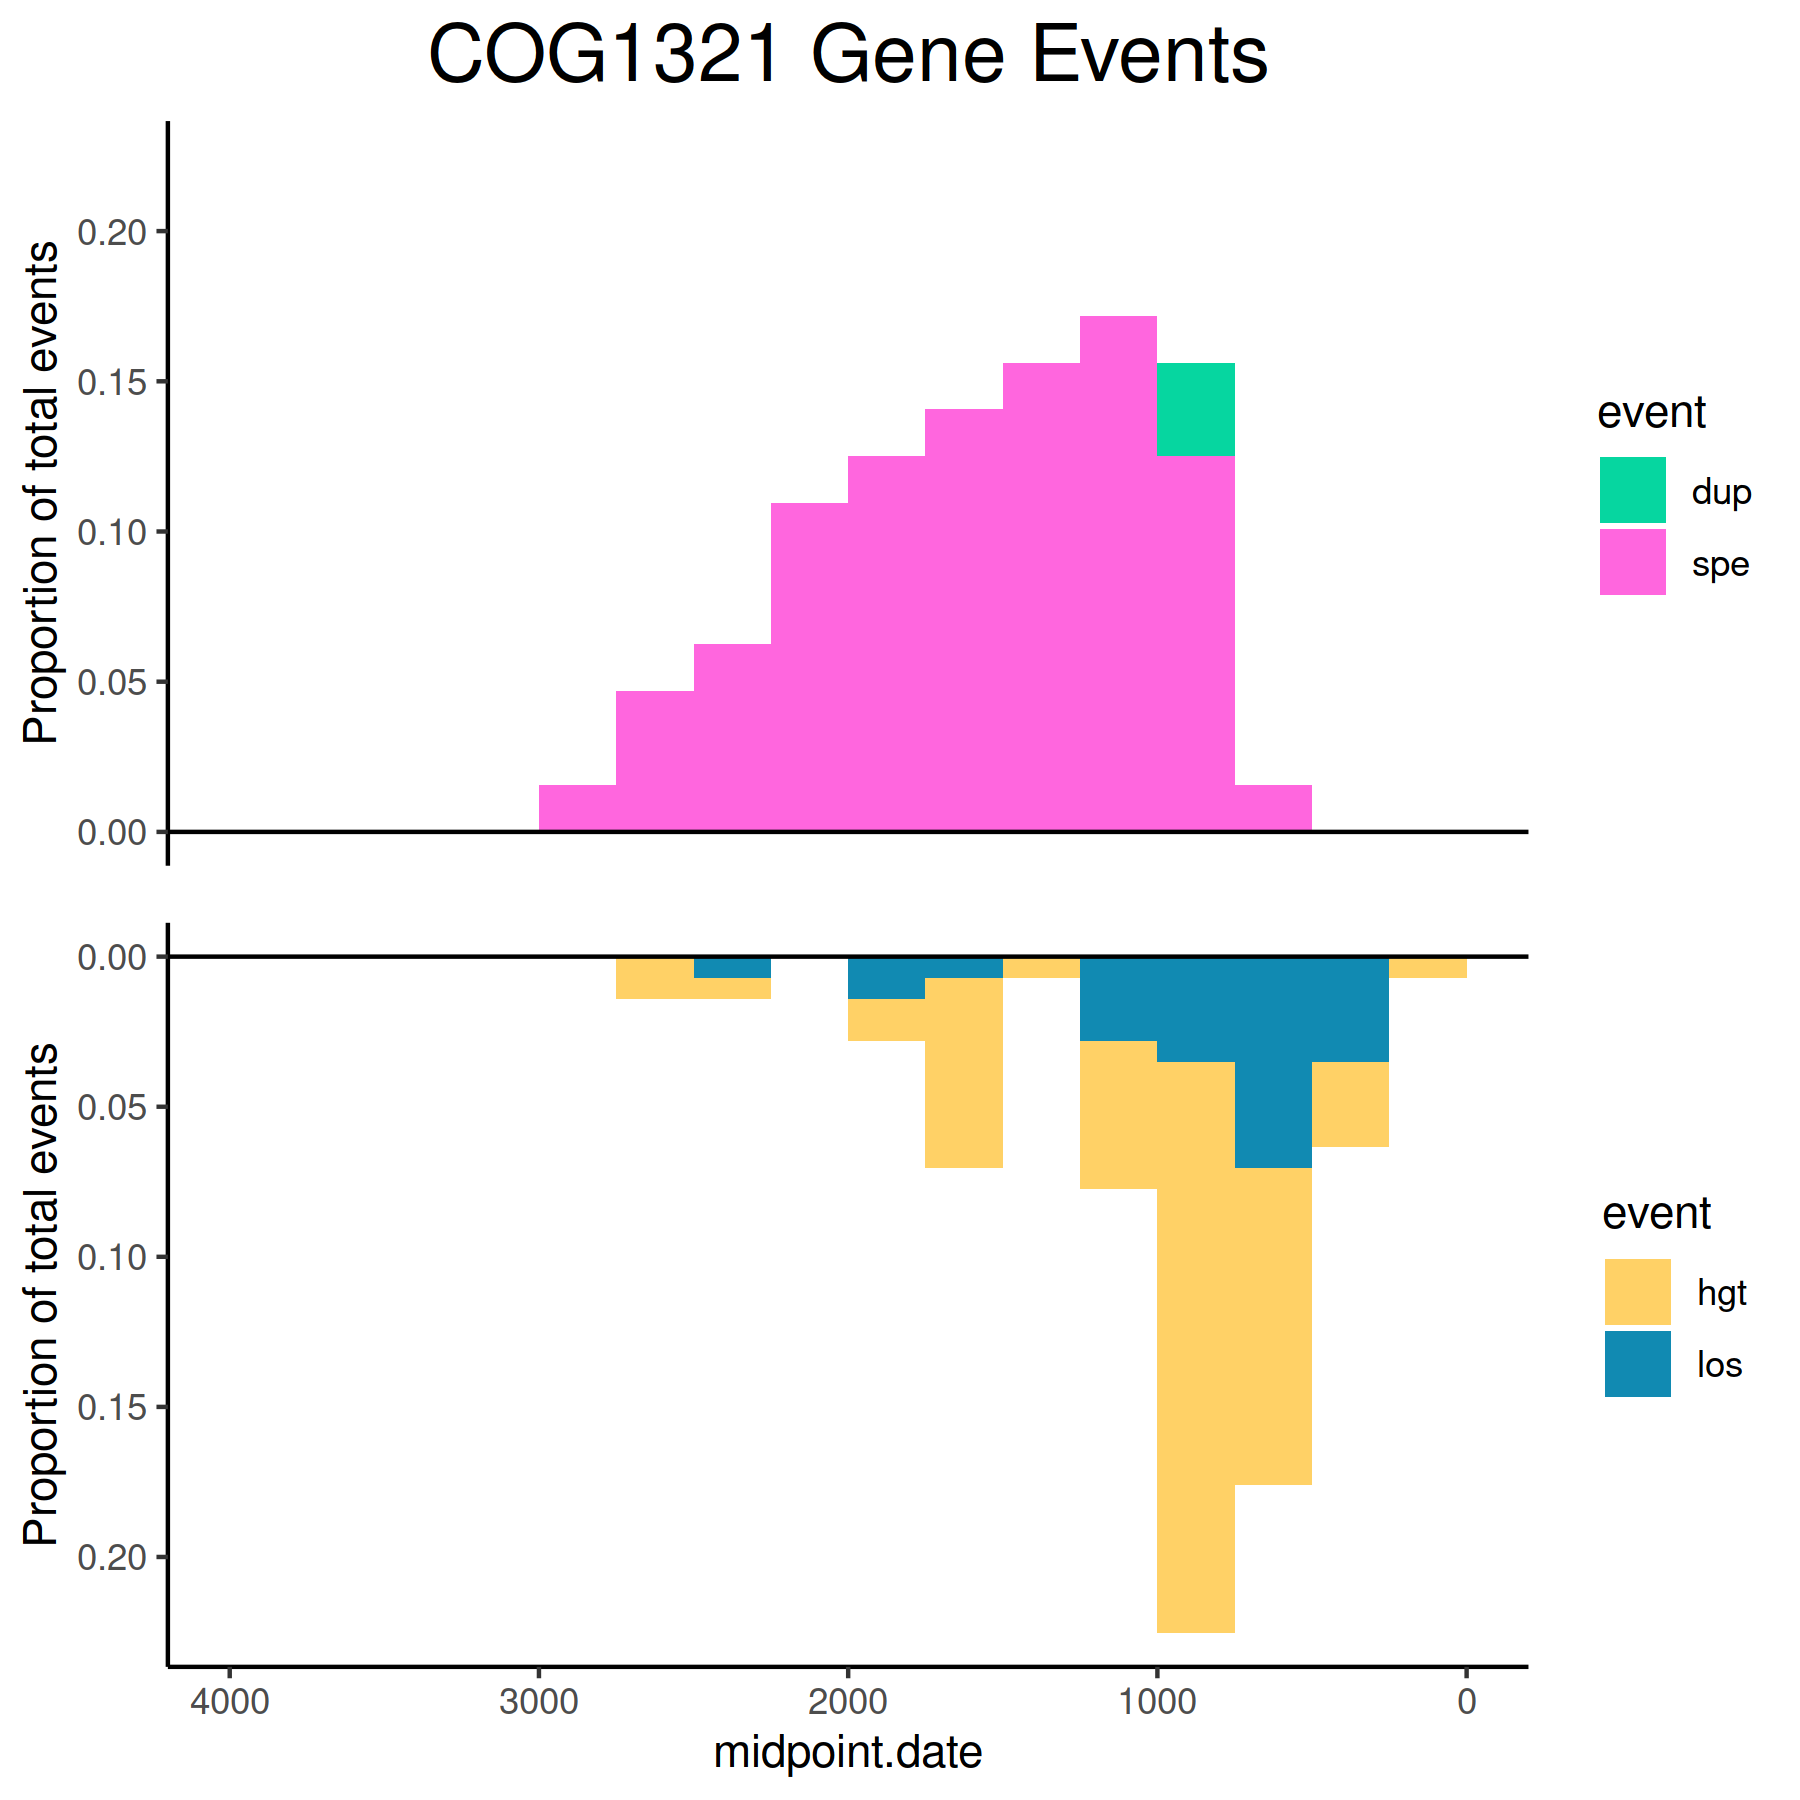 COG1321 Gene Events
Proportion of total events
0.20
0.15
0.10
0.05
0.00
event
dup
spe
Proportion of total events
0.00
0.05
0.10
0.15
0.20
event
hgt
los
4000 3000 2000 1000 0
midpoint.date